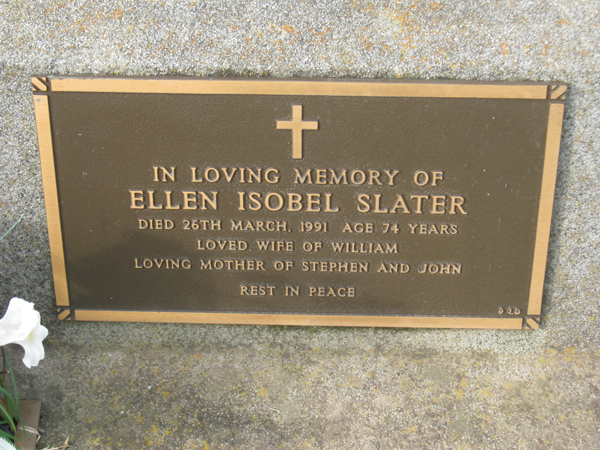 IN LOVING MEMORY OF
ELLEN ISOBEL SLATER
DIED 26TH MARCH, 1991 AGE 74 YEARS
LOVED WIFE OF WILLIAM
LOVING MOTHER OF STEPHEN AND JOHN
REST IN PEACE